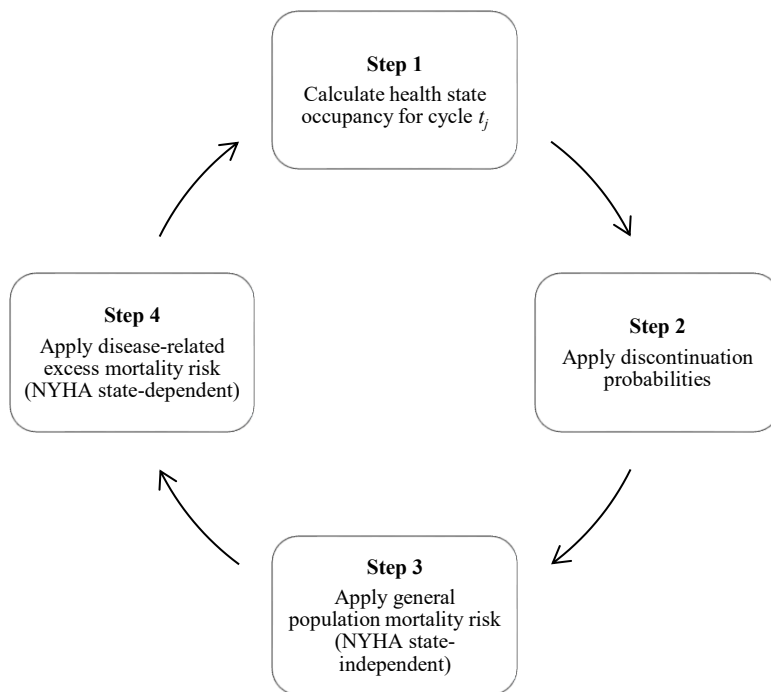 Step 1
Calculate health state
occupancy for cycle t_j
Step 2
Apply discontinuation
probabilities
Step 3
Apply general
population mortality risk
(NYHA state-
independent)
Step 4
Apply disease-related
excess mortality risk
(NYHA state-dependent)